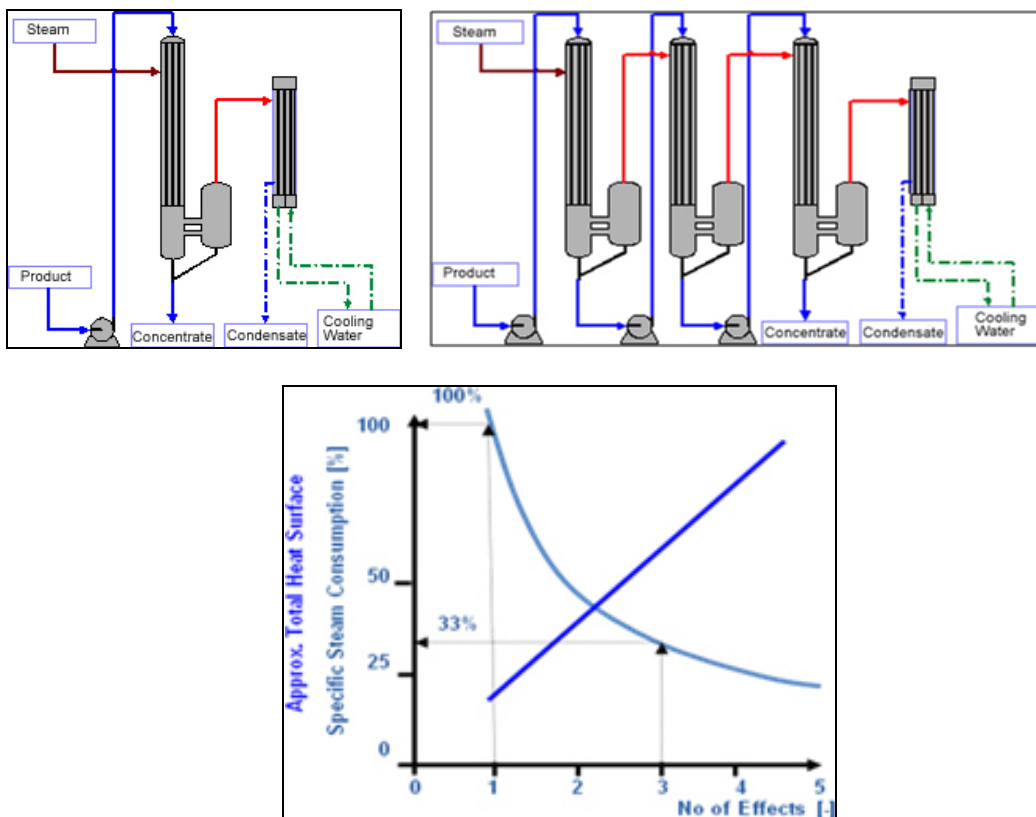 Steam
Product
Concentrate
Condensate
Cooling
Water
Steam
Product
Concentrate
Condensate
Cooling
Water
Approx. Total Heat Surface
Specific Steam Consumption [%]
100%
100
50
33%
25
0
0
1
2
3
4
5
No of Effects [-]